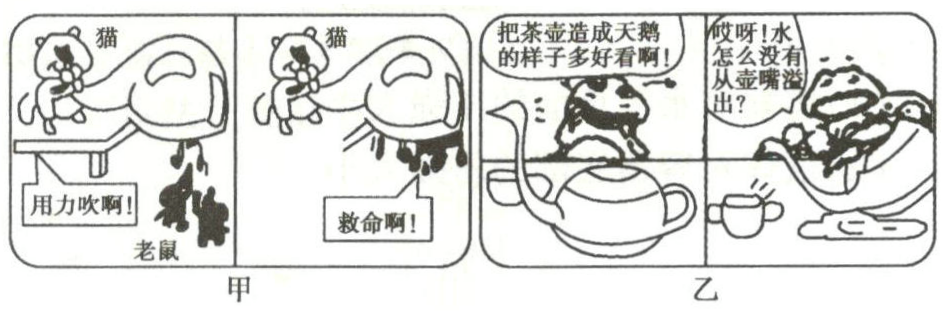 猫
用力吹啊!
老鼠
猫
救命啊!
甲
把茶壶造成天鹅
的样子多好看啊!
哎呀!水
怎么没有
从壶嘴溢
出?
乙